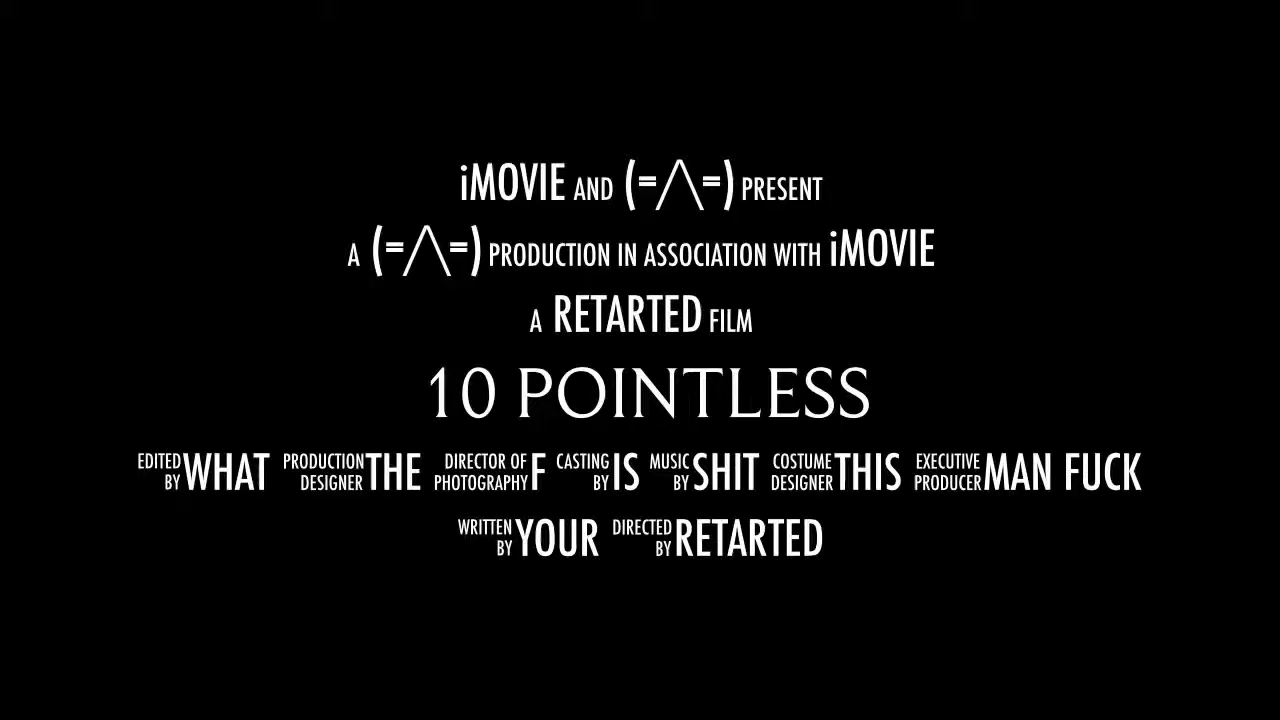 iMOVIE AND (=/\=) PRESENT
A (=/\=) PRODUCTION IN ASSOCIATION WITH iMOVIE
A RETARTED FILM
10 POINTLESS
EDITED BY WHAT PRODUCTION DESIGNER THE DIRECTOR OF PHOTOGRAPHY F CASTING BY IS MUSIC BY SHIT COSTUME DESIGNER THIS EXECUTIVE PRODUCER MAN FUCK
WRITTEN BY YOUR DIRECTED BY RETARTED